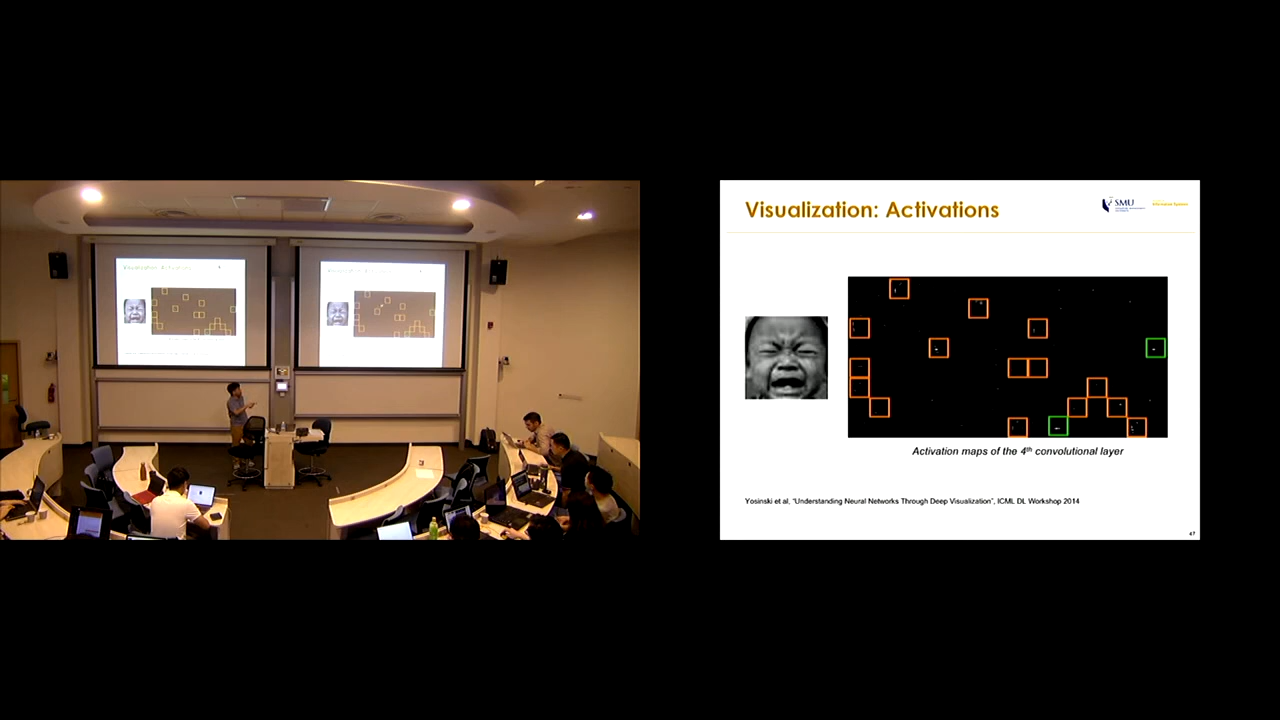 Visualization: Activations
SMU
Activation maps of the 4th convolutional layer
Yosinski et al, “Understanding Neural Networks Through Deep Visualization”, ICML DL Workshop 2014
47